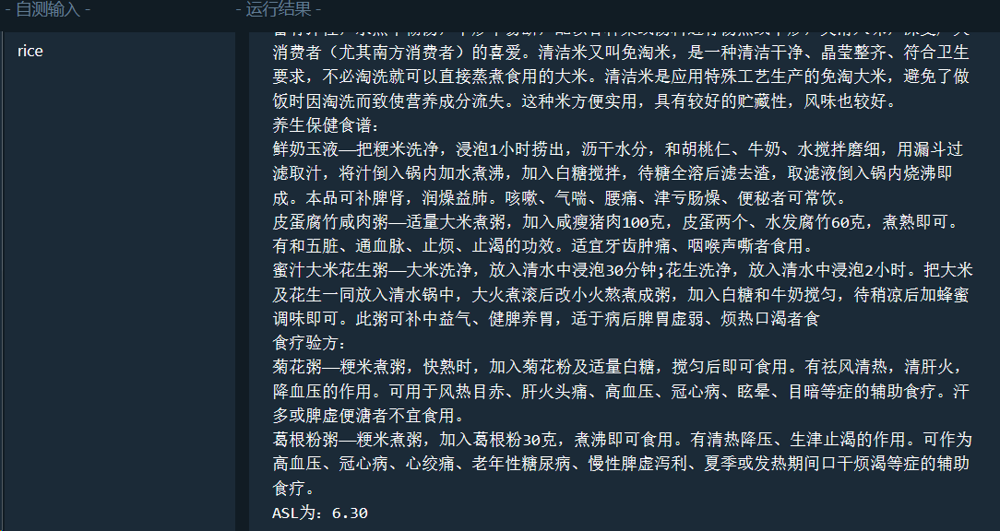 - 自测输入 -
- 运行结果 -
rice
消费者（尤其南方消费者）的喜爱。清洁米又叫免淘米，是一种清洁干净、晶莹整齐、符合卫生
要求，不必淘洗就可以直接蒸煮食用的大米。清洁米是应用特殊工艺生产的免淘大米，避免了做
饭时因淘洗而致使营养成分流失。这种米方便实用，具有较好的贮藏性，风味也较好。
养生保健食谱：
鲜奶玉液——把粳米洗净，浸泡1小时捞出，沥干水分，和胡桃仁、牛奶、水搅拌磨细，用漏斗过
滤取汁，将汁倒入锅内加水煮沸，加入白糖搅拌，待糖全溶后滤去渣，取滤液倒入锅内烧沸即
成。本品可补脾肾，润燥益肺。咳嗽、气喘、腰痛、津亏肠燥、便秘者可常饮。
皮蛋腐竹咸肉粥——适量大米煮粥，加入咸瘦猪肉100克，皮蛋两个、水发腐竹60克，煮熟即可。
有和五脏、通血脉、止烦、止渴的功效。适宜牙齿肿痛、咽喉声嘶者食用。
蜜汁大米花生粥——大米洗净，放入清水中浸泡30分钟;花生洗净，放入清水中浸泡2小时。把大米
及花生一同放入清水锅中，大火煮滚后改小火熬煮成粥，加入白糖和牛奶搅匀，待稍凉后加蜂蜜
调味即可。此粥可补中益气、健脾养胃，适于病后脾胃虚弱、烦热口渴者食
食疗验方：
菊花粥——粳米煮粥，快熟时，加入菊花粉及适量白糖，搅匀后即可食用。有祛风清热，清肝火，
降血压的作用。可用于风热目赤、肝火头痛、高血压、冠心病、眩晕、目暗等症的辅助食疗。汗
多或脾虚便溏者不宜食用。
葛根粉粥——粳米煮粥，加入葛根粉30克，煮沸即可食用。有清热降压、生津止渴的作用。可作为
高血压、冠心病、心绞痛、老年性糖尿病、慢性脾虚泻利、夏季或发热期间口干烦渴等症的辅助
食疗。
ASL为：6.30